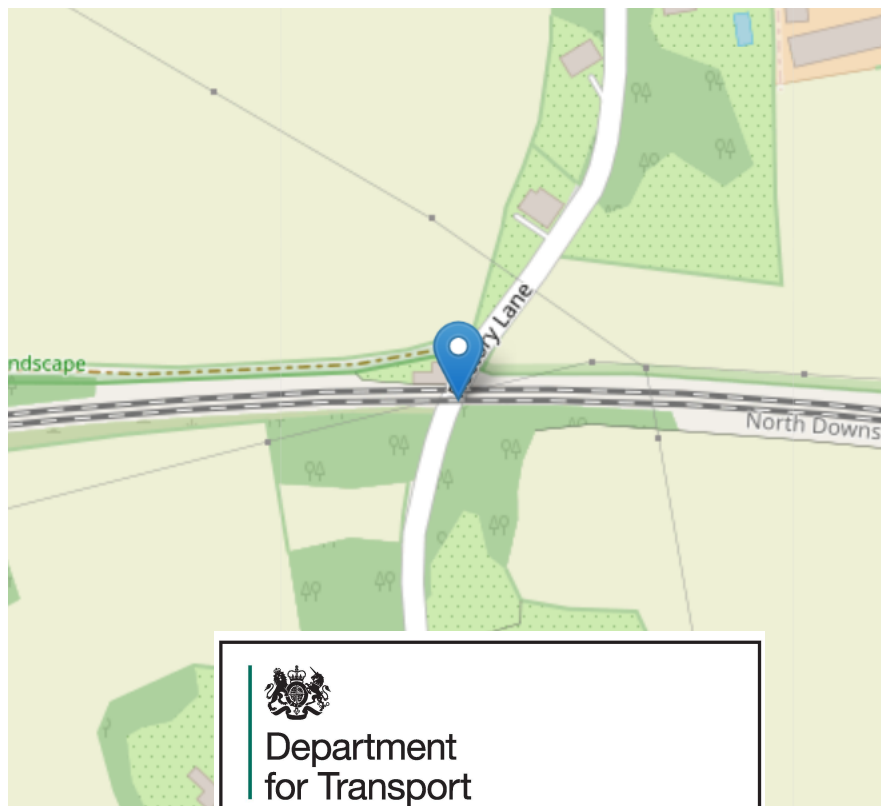 Lane
ndscape
North Downs
Department
for Transport